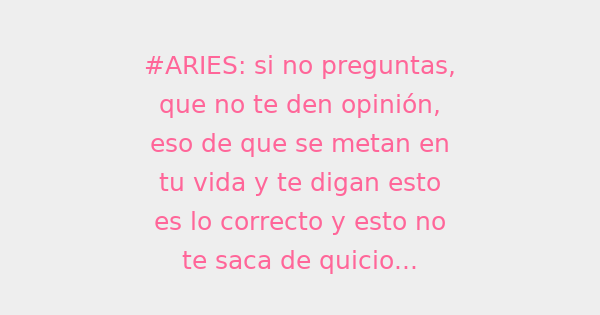 #ARIES: si no preguntas,
que no te den opinión,
eso de que se metan en
tu vida y te digan esto
es lo correcto y esto no
te saca de quicio...